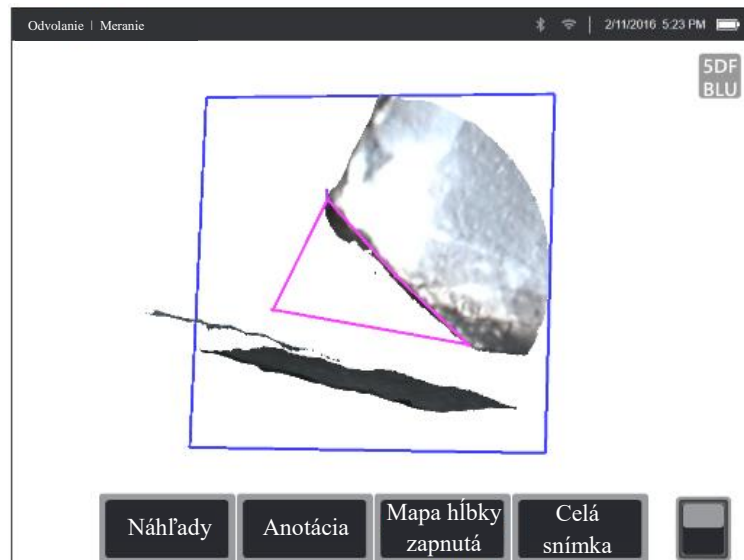 Odvolanie | Meranie
2/11/2016 5:23 PM
5DF
BLU
Náhľady
Anotácia
Mapa hĺbky
zapnutá
Celá
snímka